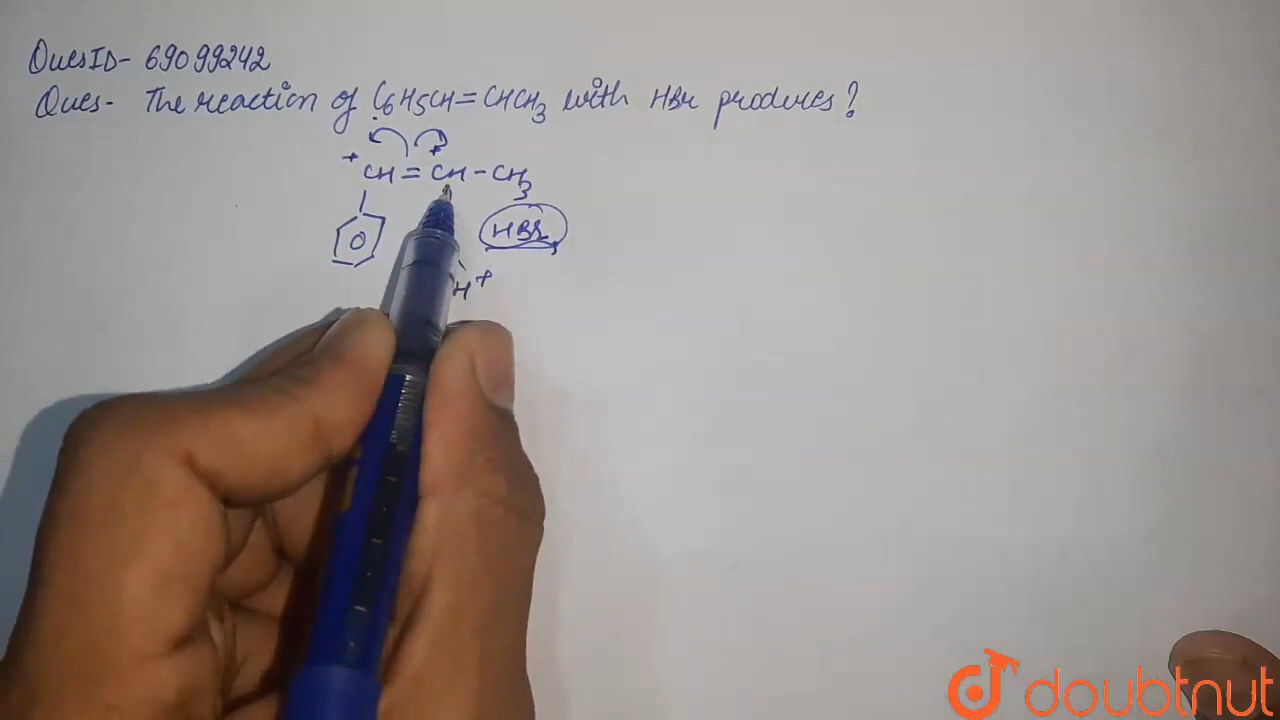 QuesID- 69099242
Ques- The reaction of C6H5CH=CHCH3 with HBr produces?
+CH=CH-CH3
+
HBr
H+
doubtnut